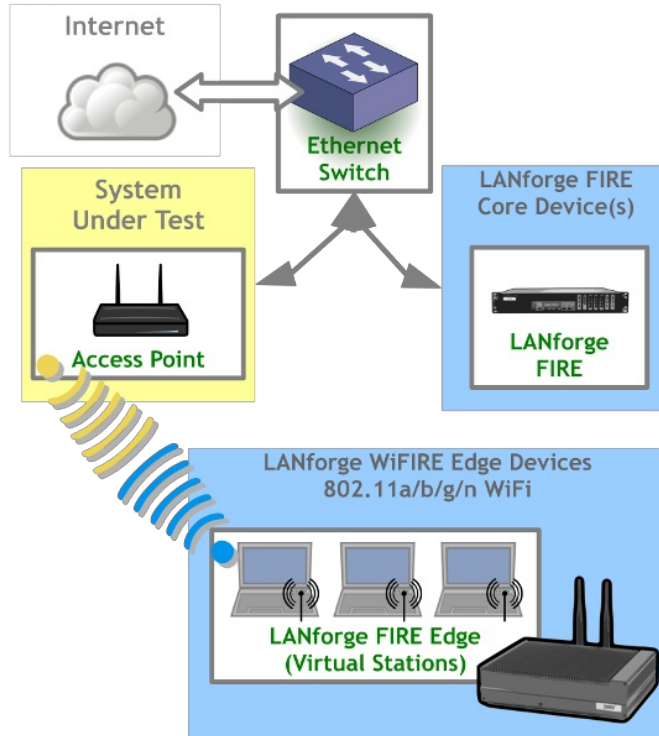 Internet
Ethernet
Switch
System
Under Test
Access Point
LANforge FIRE
Core Device(s)
LANforge
FIRE
LANforge WiFIRE Edge Devices
802.11a/b/g/n WiFi
LANforge FIRE Edge
(Virtual Stations)